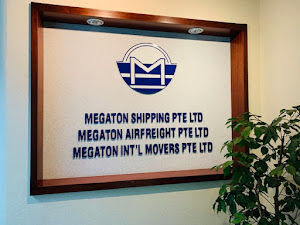 M
MEGATON SHIPPING PTE LTD
MEGATON AIRFREIGHT PTE LTD
MEGATON INT'L MOVERS PTE LTD